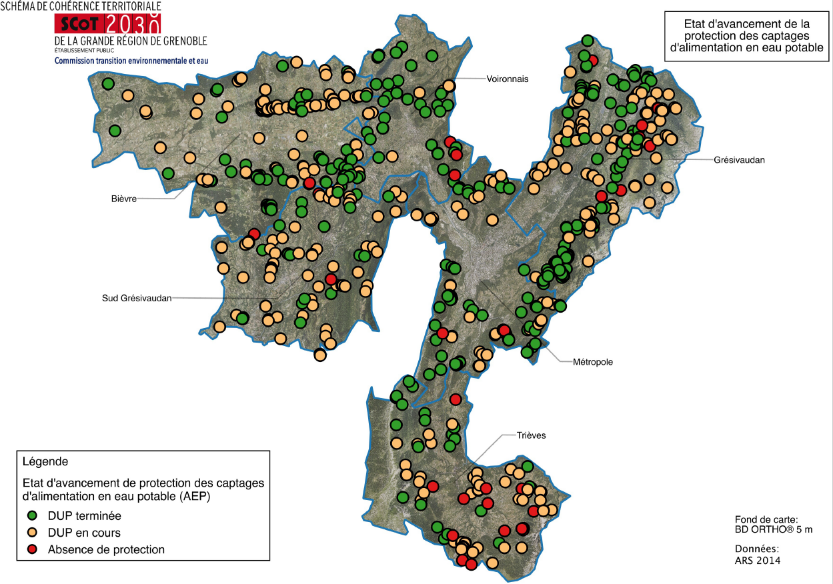 SCHÉMA DE COHÉRENCE TERRITORIALE
SCoT 2030
DE LA GRANDE RÉGION DE GRENOBLE
ÉTABLISSEMENT PUBLIC
Commission transition environnementale et eau
Etat d'avancement de la
protection des captages
d'alimentation en eau potable
Voironnais
Grésivaudan
Bièvre
Sud Grésivaudan
Métropole
Trièves
Légende
Etat d'avancement de protection des captages
d'alimentation en eau potable (AEP)
DUP terminée
DUP en cours
Absence de protection
Fond de carte:
BD ORTHO® 5 m
Données:
ARS 2014